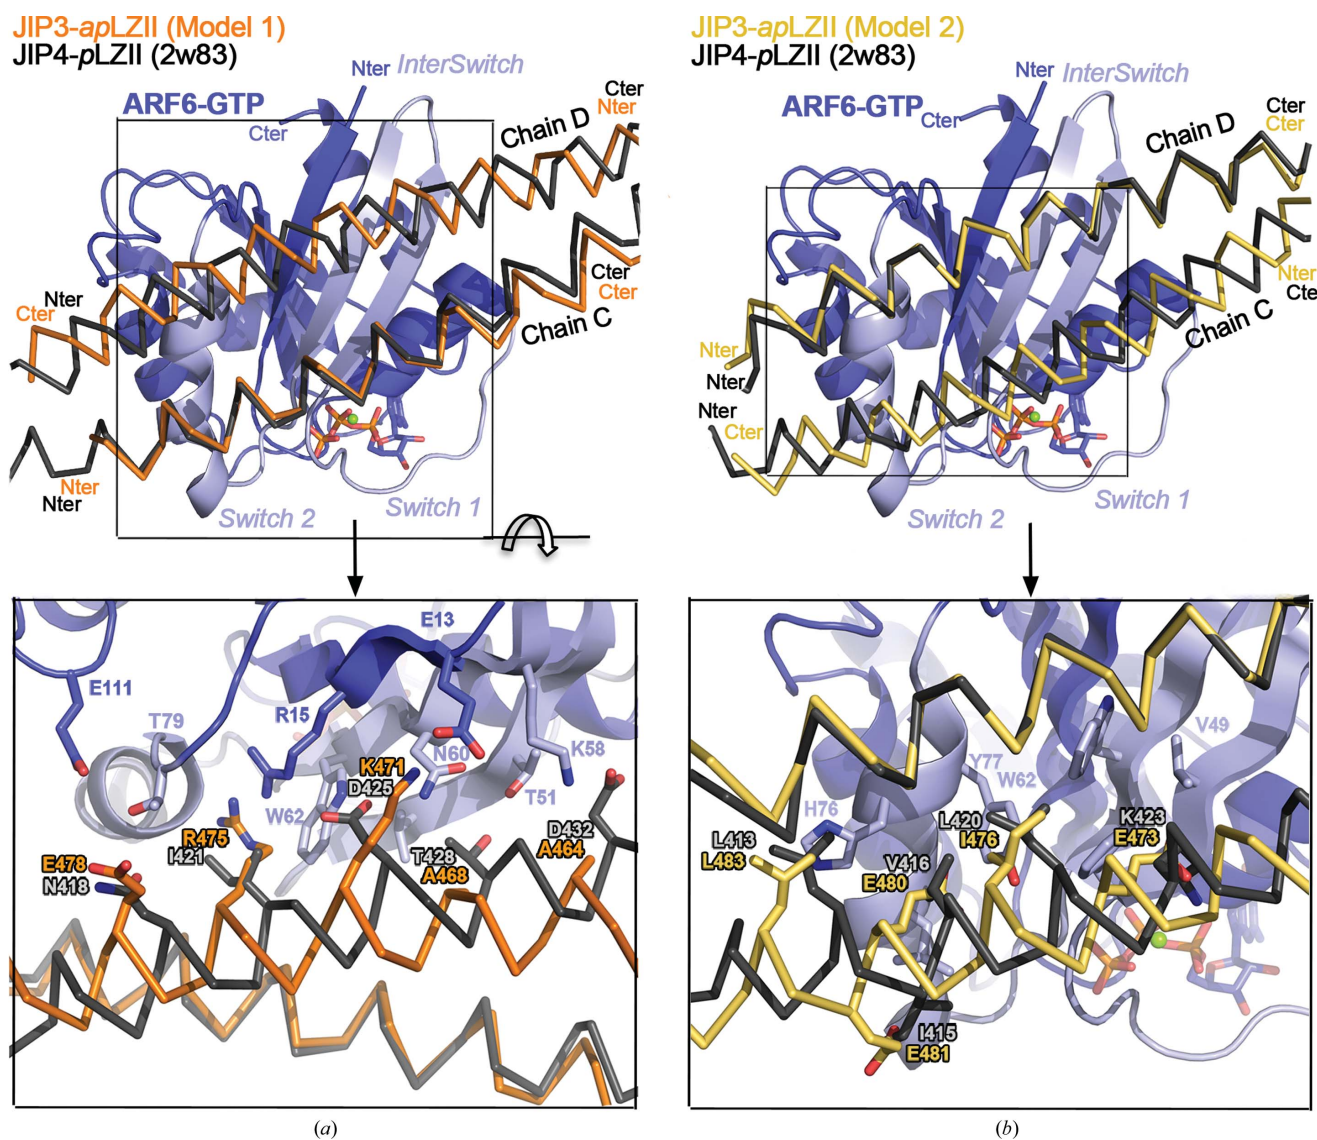 JIP3-apLZII (Model 1)
JIP4-pLZII (2w83)
Nter
InterSwitch
ARF6-GTP
Cter
Chain D
Cter
Nter
Nter
Cter
Cter
Cter
Chain C
Nter
Nter
Switch 2
Switch 1
JIP3-apLZII (Model 2)
JIP4-pLZII (2w83)
Nter
InterSwitch
ARF6-GTP
Cter
Chain D
Cter
Cter
Nter
Cte
Chain C
Nter
Nter
Nter
Cter
Switch 2
Switch 1
E13
E111
R15
T79
N60
K58
K471
D425
W62
T51
R475
I421
D432
A464
E478
N418
T428
A468
V49
Y77
W62
H76
L413
L483
L420
I476
K423
E473
V416
E480
I415
E481
(a)
(b)